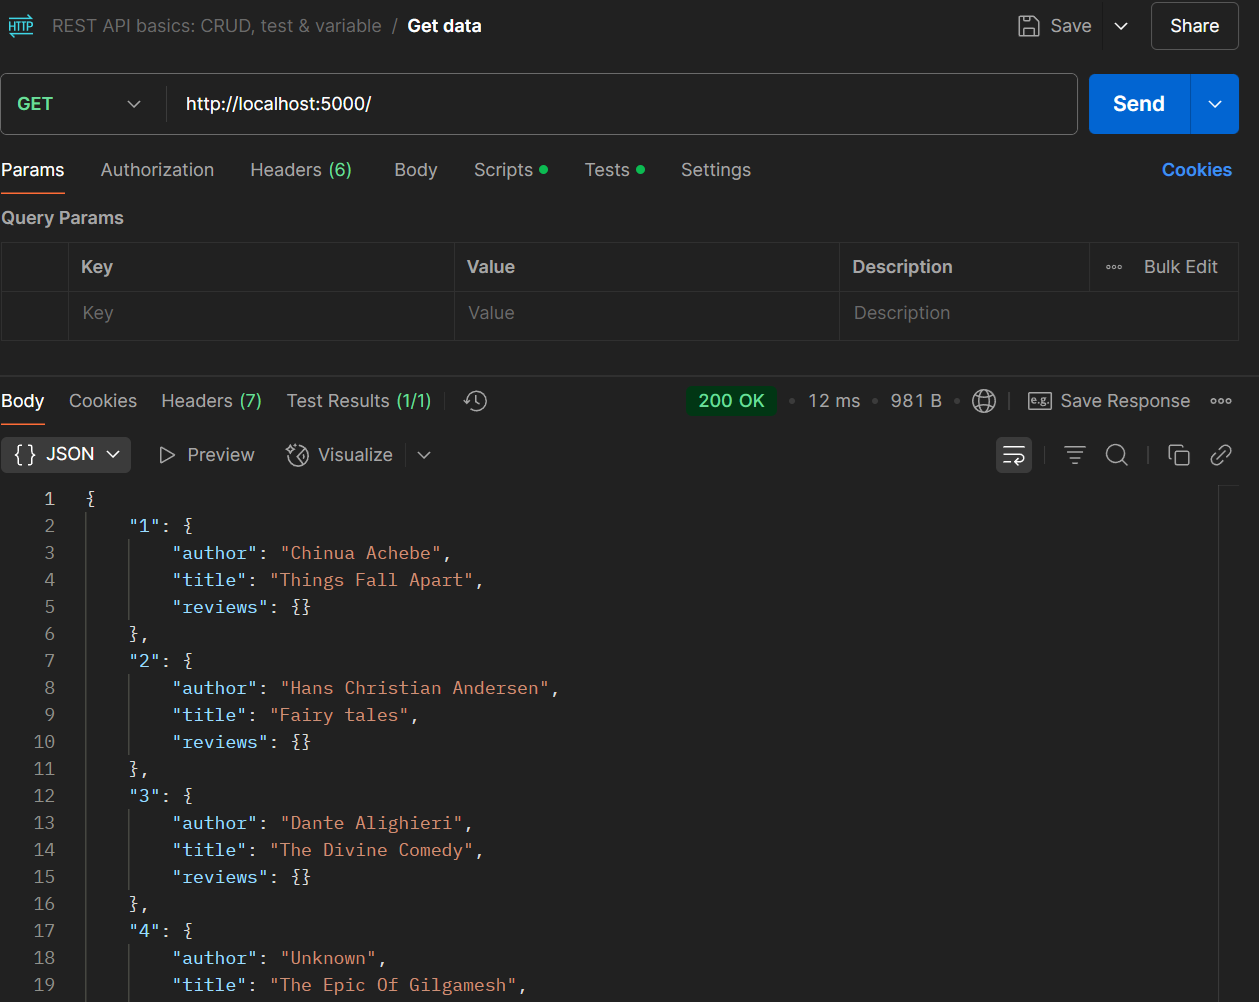 HTTP REST API basics: CRUD, test & variable / Get data Save Share
GET http://localhost:5000/ Send
Params Authorization Headers (6) Body Scripts Tests Settings Cookies
Query Params
Key Value Description Bulk Edit
Key Value Description
Body Cookies Headers (7) Test Results (1/1) 200 OK • 12 ms • 981 B • e.g. Save Response
{} JSON Preview Visualize
1 {
2 "1": {
3 "author": "Chinua Achebe",
4 "title": "Things Fall Apart",
5 "reviews": {}
6 },
7 "2": {
8 "author": "Hans Christian Andersen",
9 "title": "Fairy tales",
10 "reviews": {}
11 },
12 "3": {
13 "author": "Dante Alighieri",
14 "title": "The Divine Comedy",
15 "reviews": {}
16 },
17 "4": {
18 "author": "Unknown",
19 "title": "The Epic Of Gilgamesh",